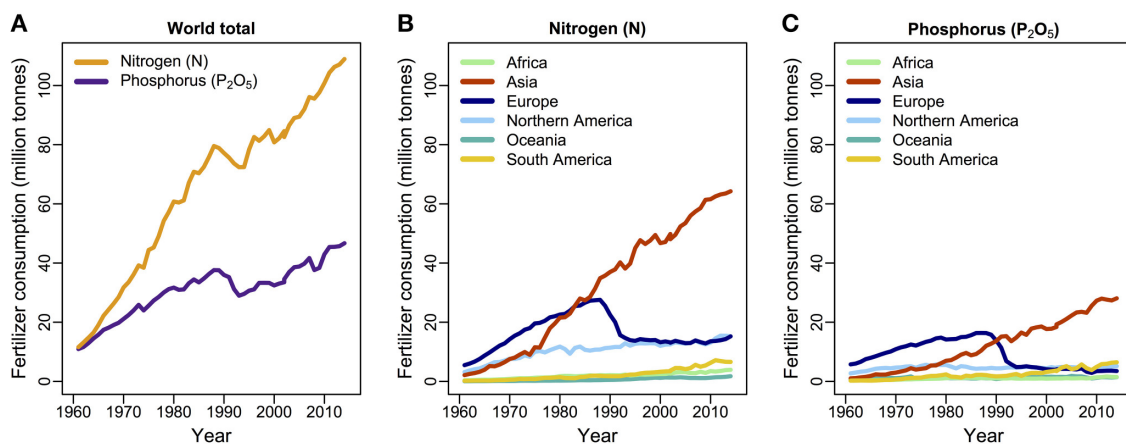 A
World total
Nitrogen (N)
Phosphorus (P₂O₅)
Fertilizer consumption (million tonnes)
0
20
40
60
80
100
1960
1970
1980
1990
2000
2010
Year
B
Nitrogen (N)
Africa
Asia
Europe
Northern America
Oceania
South America
Fertilizer consumption (million tonnes)
0
20
40
60
80
100
1960
1970
1980
1990
2000
2010
Year
C
Phosphorus (P₂O₅)
Africa
Asia
Europe
Northern America
Oceania
South America
Fertilizer consumption (million tonnes)
0
20
40
60
80
100
1960
1970
1980
1990
2000
2010
Year